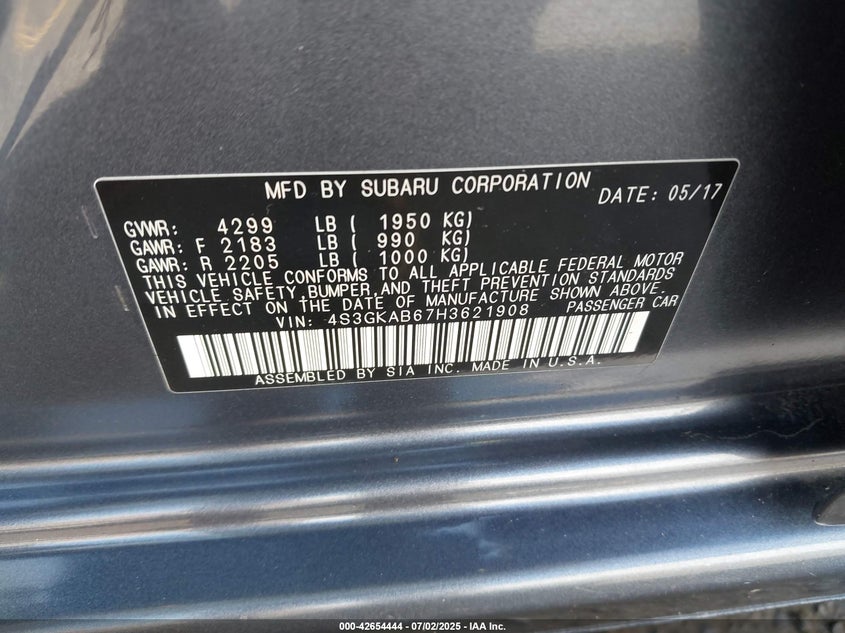 MFD BY SUBARU CORPORATION DATE: 05/17
GVWR: 4299 LB ( 1950 KG)
GAWR: F 2183 LB ( 990 KG)
GAWR: R 2205 LB ( 1000 KG)
THIS VEHICLE CONFORMS TO ALL APPLICABLE FEDERAL MOTOR
VEHICLE SAFETY,BUMPER,AND THEFT PREVENTION STANDARDS
IN EFFECT ON THE DATE OF MANUFACTURE SHOWN ABOVE.
VIN: 4S3GKAB67H3621908 PASSENGER CAR
ASSEMBLED BY SIA INC. MADE IN U.S.A.
000-42654444 | 07/02/2025 - IAA Inc.